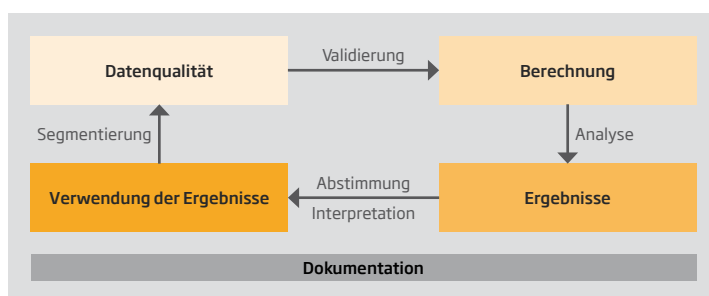 Datenqualität
Validierung
Berechnung
Segmentierung
Analyse
Verwendung der Ergebnisse
Abstimmung
Interpretation
Ergebnisse
Dokumentation